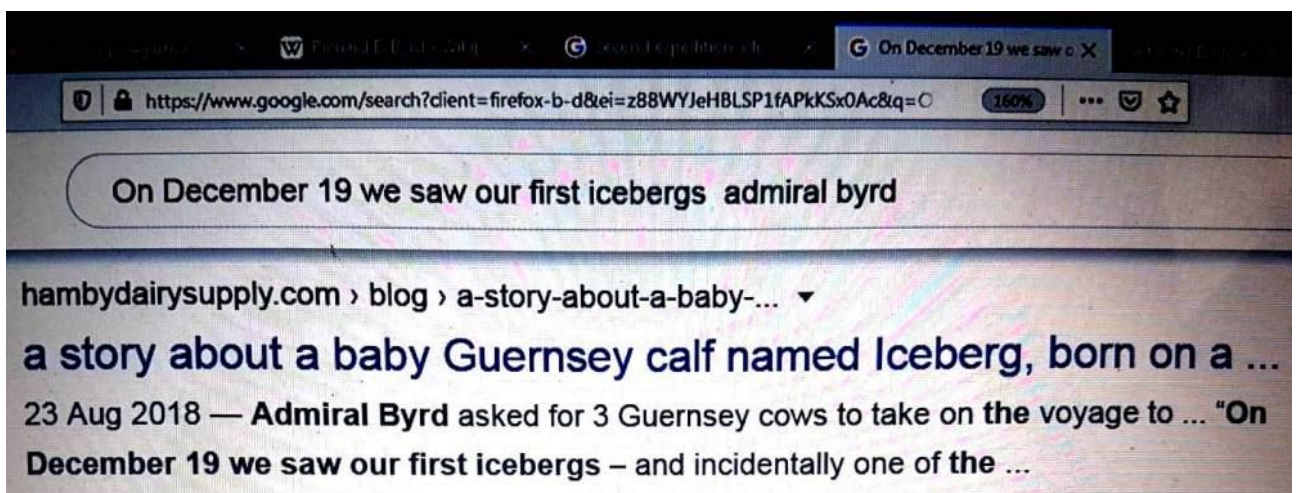 On December 19 we saw o
https://www.google.com/search?client=firefox-b-d&ei=z88WYJeHBLSP1fAPkKSx0Ac&q=O 160%
On December 19 we saw our first icebergs admiral byrd
hambydairysupply.com › blog › a-story-about-a-baby-...
a story about a baby Guernsey calf named Iceberg, born on a ...
23 Aug 2018 — Admiral Byrd asked for 3 Guernsey cows to take on the voyage to ... "On
December 19 we saw our first icebergs – and incidentally one of the ...